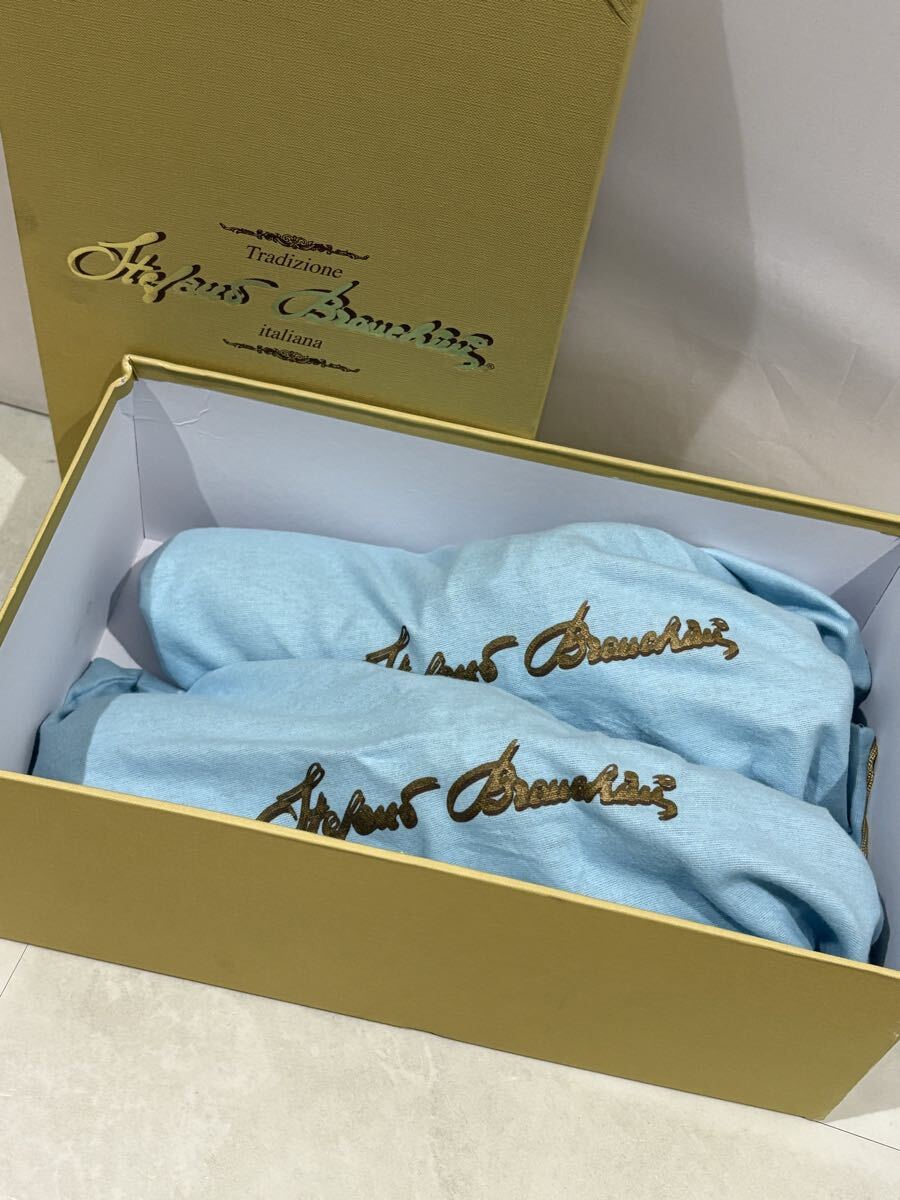 Tradizione
Stefano Branchini®
italiana
Stefano Branchini
Stefano Branchini